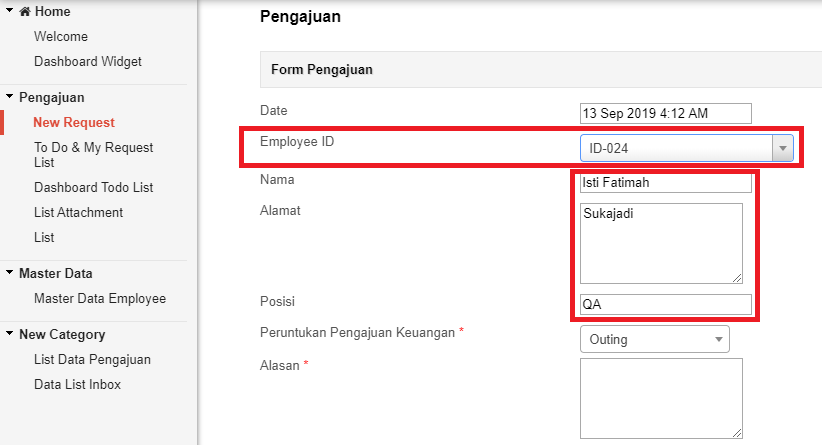 Home
Welcome
Dashboard Widget
Pengajuan
New Request
To Do & My Request
List
Dashboard Todo List
List Attachment
List
Master Data
Master Data Employee
New Category
List Data Pengajuan
Data List Inbox
Pengajuan
Form Pengajuan
Date 13 Sep 2019 4:12 AM
Employee ID ID-024
Nama Isti Fatimah
Alamat Sukajadi
Posisi QA
Peruntukan Pengajuan Keuangan * Outing
Alasan *